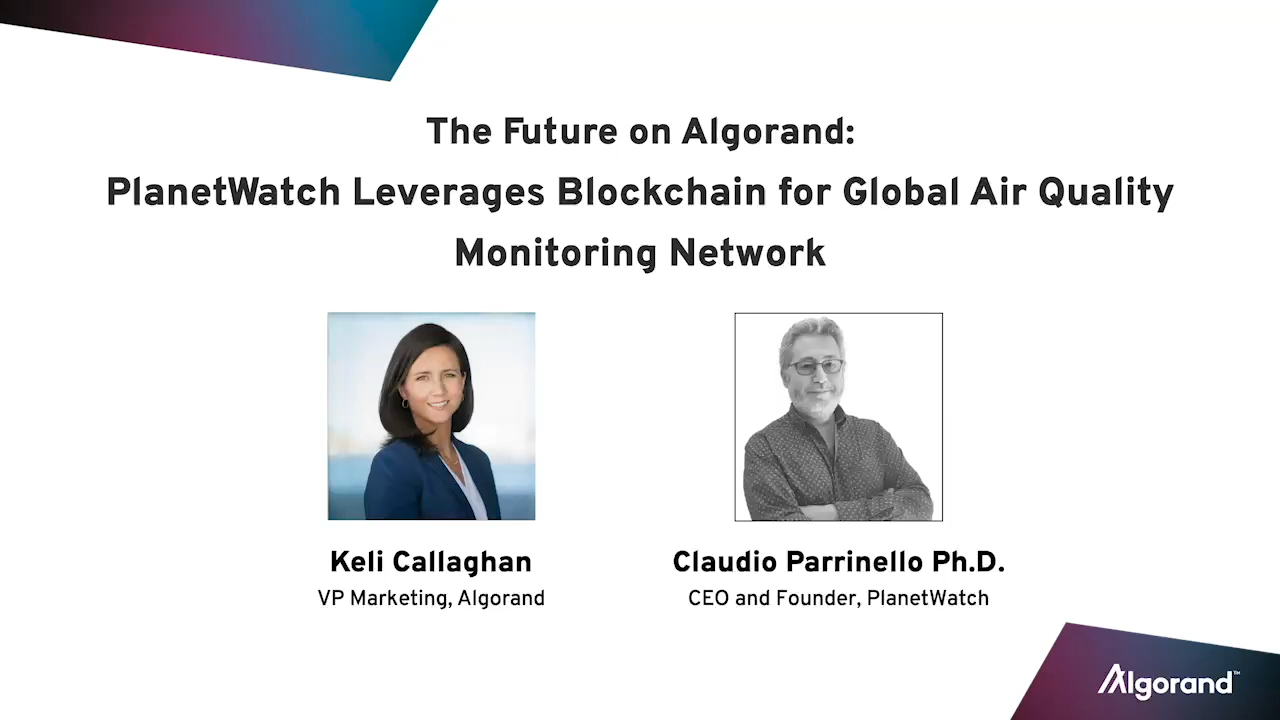 The Future on Algorand:
PlanetWatch Leverages Blockchain for Global Air Quality
Monitoring Network
Keli Callaghan
VP Marketing, Algorand
Claudio Parrinello Ph.D.
CEO and Founder, PlanetWatch
Algorand™